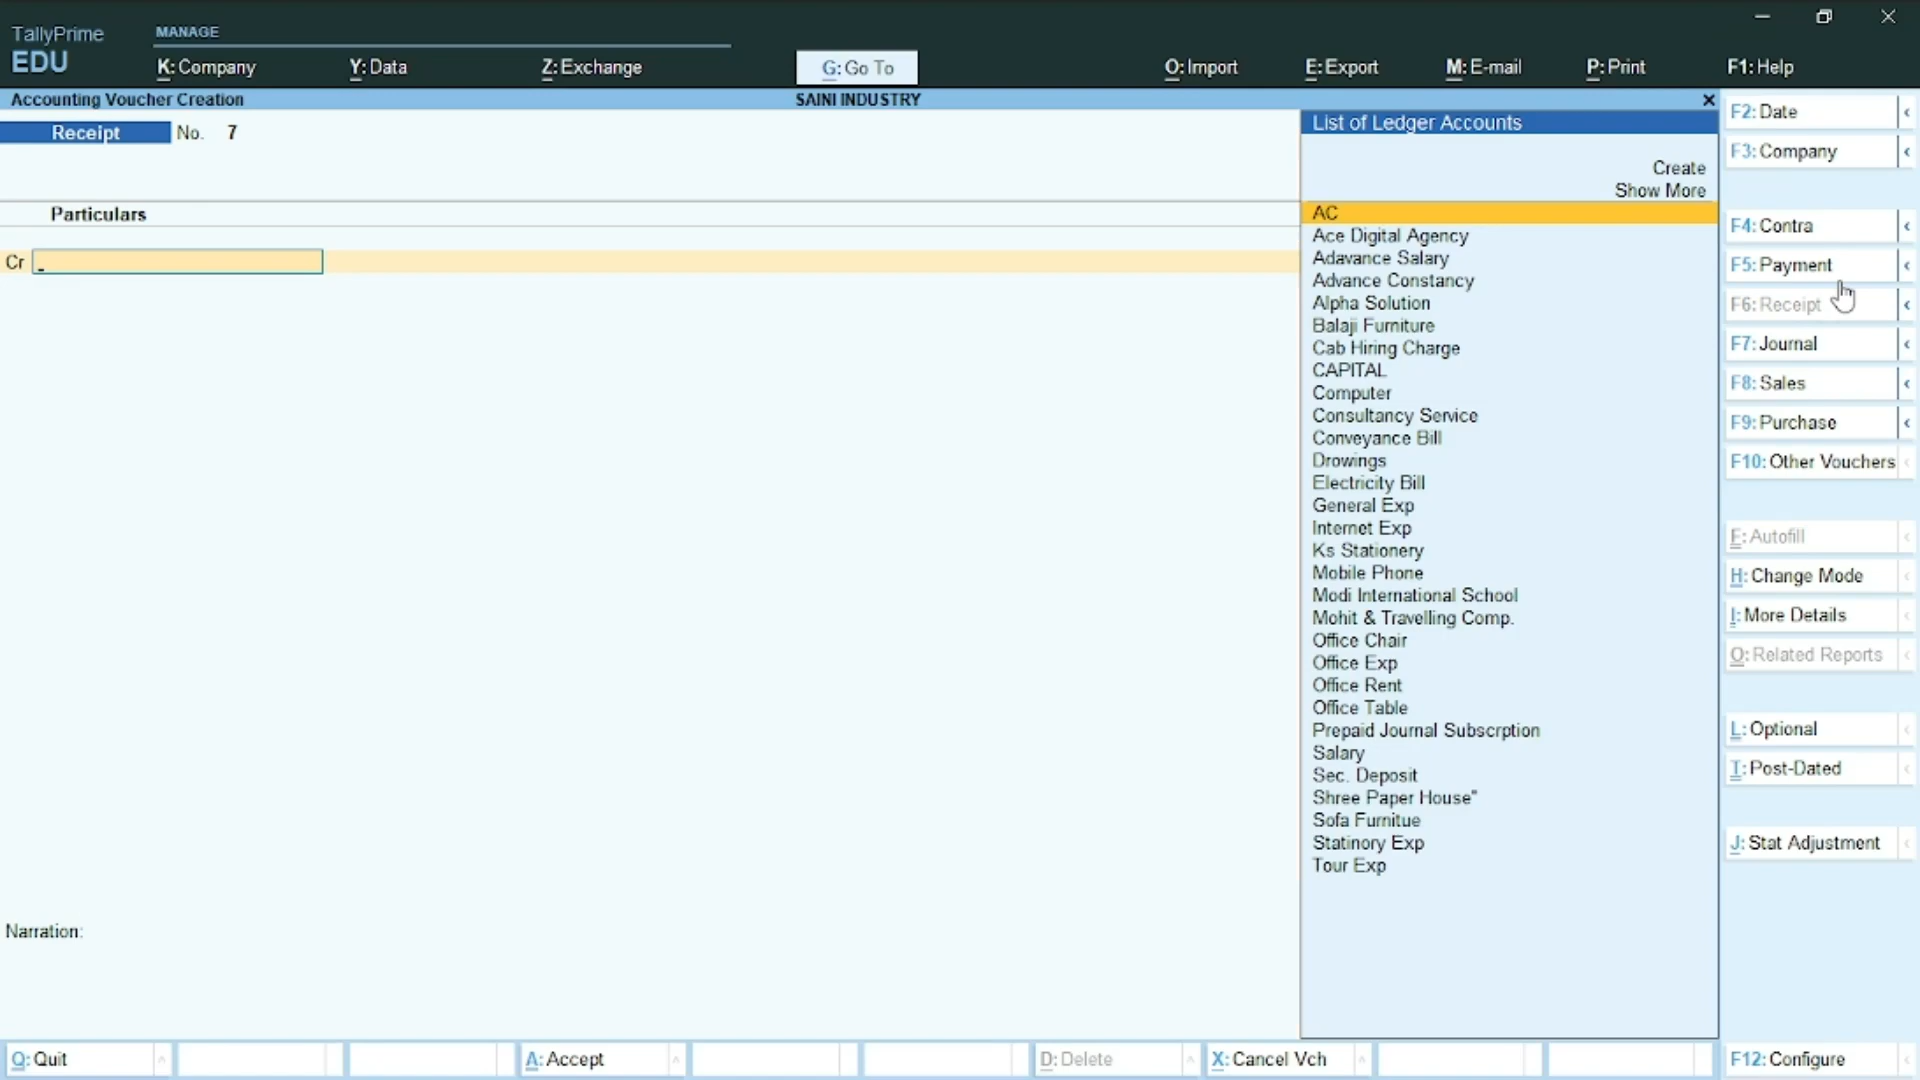 TallyPrime
EDU
MANAGE
K: Company
Y: Data
Z: Exchange
G: Go To
O: Import
E: Export
M: E-mail
P: Print
F1: Help
Accounting Voucher Creation
SAINI INDUSTRY
Receipt No. 7
Particulars
Cr
Narration:
List of Ledger Accounts
Create
Show More
AC
Ace Digital Agency
Adavance Salary
Advance Constancy
Alpha Solution
Balaji Furniture
Cab Hiring Charge
CAPITAL
Computer
Consultancy Service
Conveyance Bill
Drowings
Electricity Bill
General Exp
Internet Exp
Ks Stationery
Mobile Phone
Modi International School
Mohit & Travelling Comp.
Office Chair
Office Exp
Office Rent
Office Table
Prepaid Journal Subscrption
Salary
Sec. Deposit
Shree Paper House"
Sofa Furnitue
Statinory Exp
Tour Exp
F2: Date
F3: Company
F4: Contra
F5: Payment
F6: Receipt
F7: Journal
F8: Sales
F9: Purchase
F10: Other Vouchers
E: Autofill
H: Change Mode
I: More Details
O: Related Reports
L: Optional
T: Post-Dated
J: Stat Adjustment
Q: Quit
A: Accept
D: Delete
X: Cancel Vch
F12: Configure